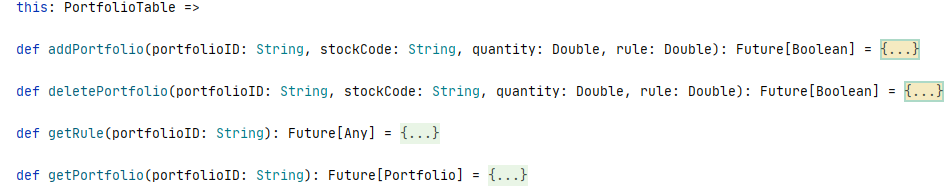 this: PortfolioTable =>
def addPortfolio(portfolioID: String, stockCode: String, quantity: Double, rule: Double): Future[Boolean] = {...}
def deletePortfolio(portfolioID: String, stockCode: String, quantity: Double, rule: Double): Future[Boolean] = {...}
def getRule(portfolioID: String): Future[Any] = {...}
def getPortfolio(portfolioID: String): Future[Portfolio] = {...}